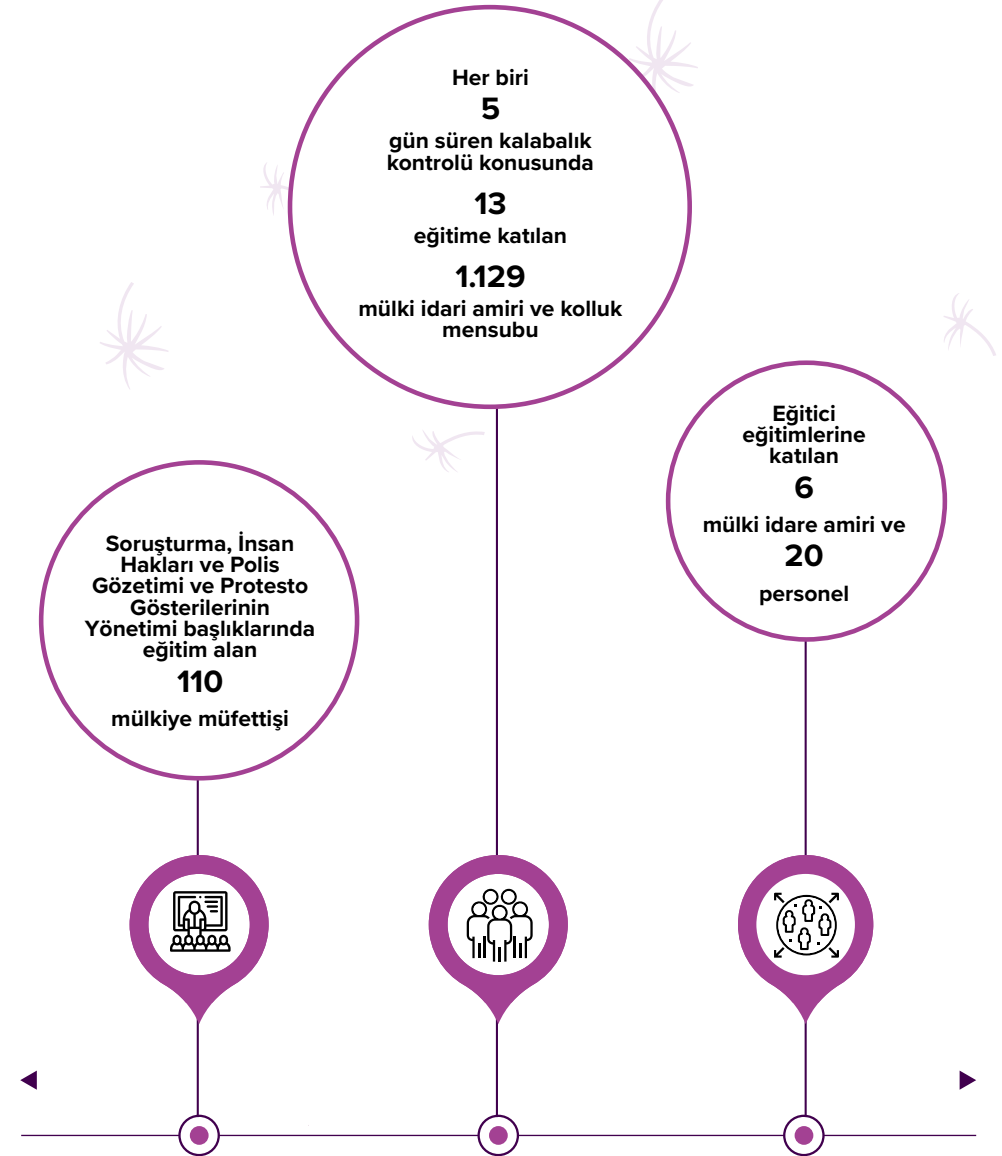 Her biri
5
gün süren kalabalık
kontrolü konusunda
13
eğitime katılan
1.129
mülki idari amiri ve kolluk
mensubu
Eğitici
eğitimlerine
katılan
6
mülki idare amiri ve
20
personel
Soruşturma, İnsan
Hakları ve Polis
Gözetimi ve Protesto
Gösterilerinin
Yönetimi başlıklarında
eğitim alan
110
mülkiye müfettişi